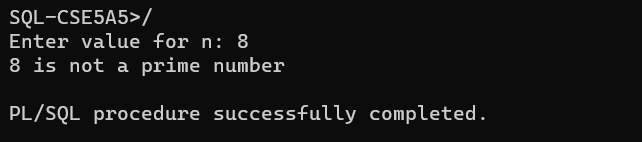 SQL-CSE5A5>/
Enter value for n: 8
8 is not a prime number
PL/SQL procedure successfully completed.